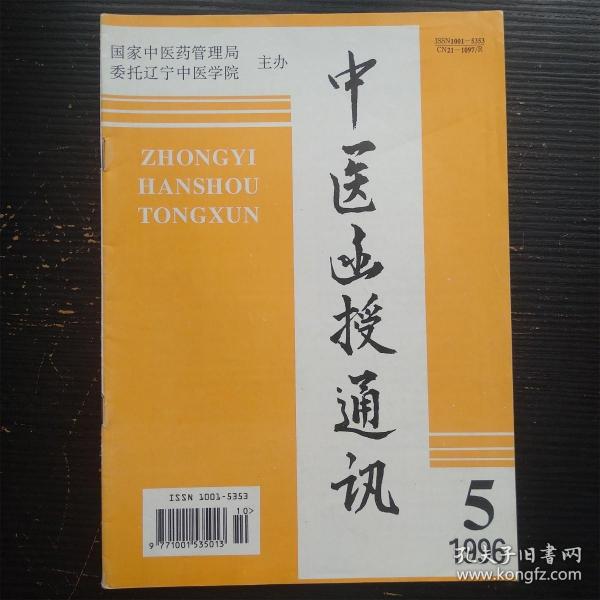 国家中医药管理局
委托辽宁中医学院
主办
ISSN1001-5353
CN21-1097/R
ZHONGYI
HANSHOU
TONGXUN
中医函授通讯
ISSN 1001-5353
10>
9 771001 535013
5
1996
孔夫子旧书网
www.kongfz.com